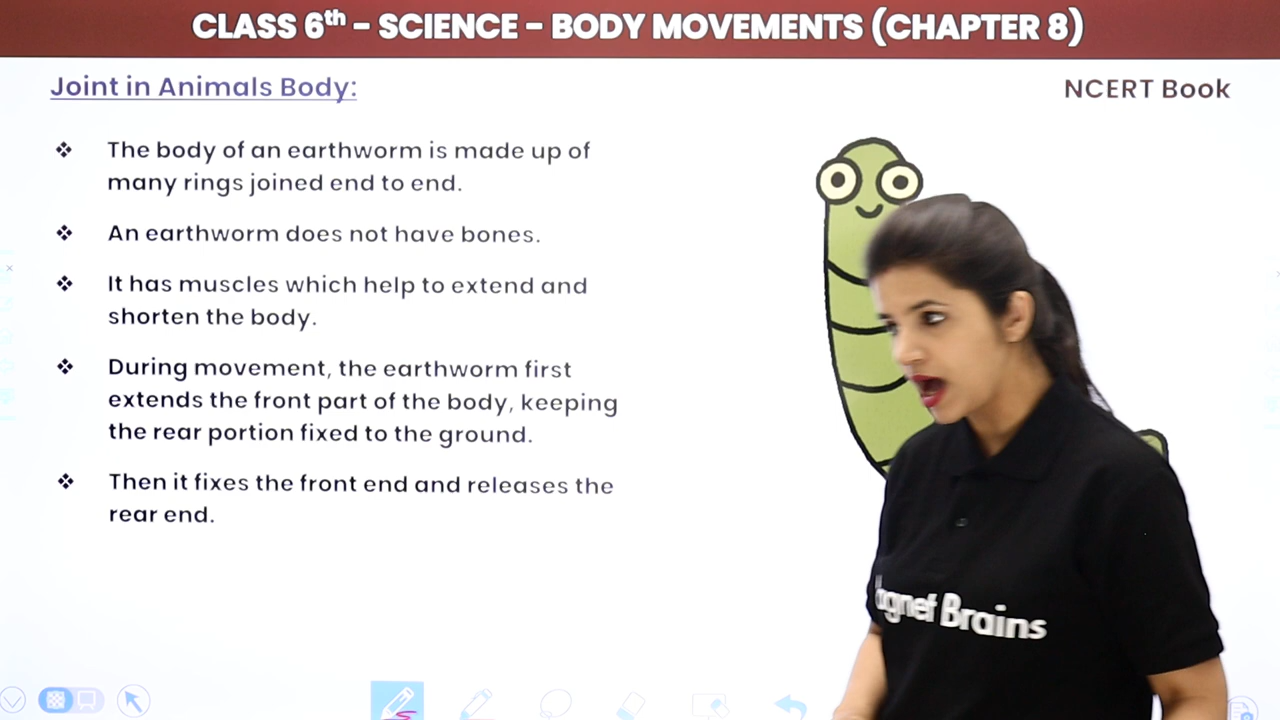 CLASS 6th - SCIENCE - BODY MOVEMENTS (CHAPTER 8)
Joint in Animals Body:
NCERT Book
❖ The body of an earthworm is made up of
many rings joined end to end.
❖ An earthworm does not have bones.
❖ It has muscles which help to extend and
shorten the body.
❖ During movement, the earthworm first
extends the front part of the body, keeping
the rear portion fixed to the ground.
❖ Then it fixes the front end and releases the
rear end.
Brains